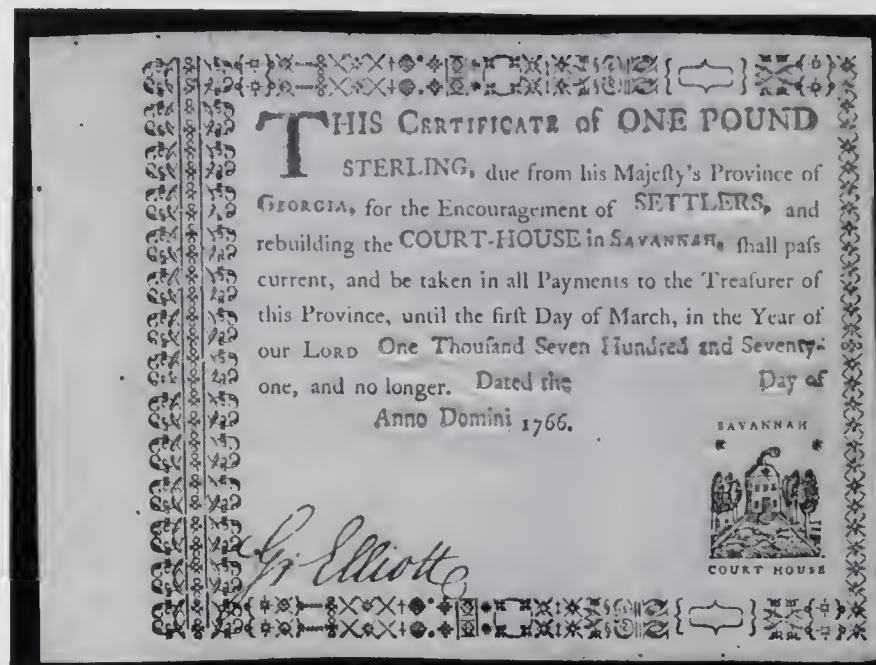 THIS CERTIFICATE of ONE POUND
STERLING, due from his Majeſty's Province of
GEORGIA, for the Encouragement of SETTLERS, and
rebuilding the COURT-HOUSE in SAVANNAH, ſhall paſs
current, and be taken in all Payments to the Treaſurer of
this Province, until the firſt Day of March, in the Year of
our LORD One Thouſand Seven Hundred and Seventy-
one, and no longer. Dated the Day of
Anno Domini 1766.
SAVANNAH
COURT HOUSE
Gr Elliott